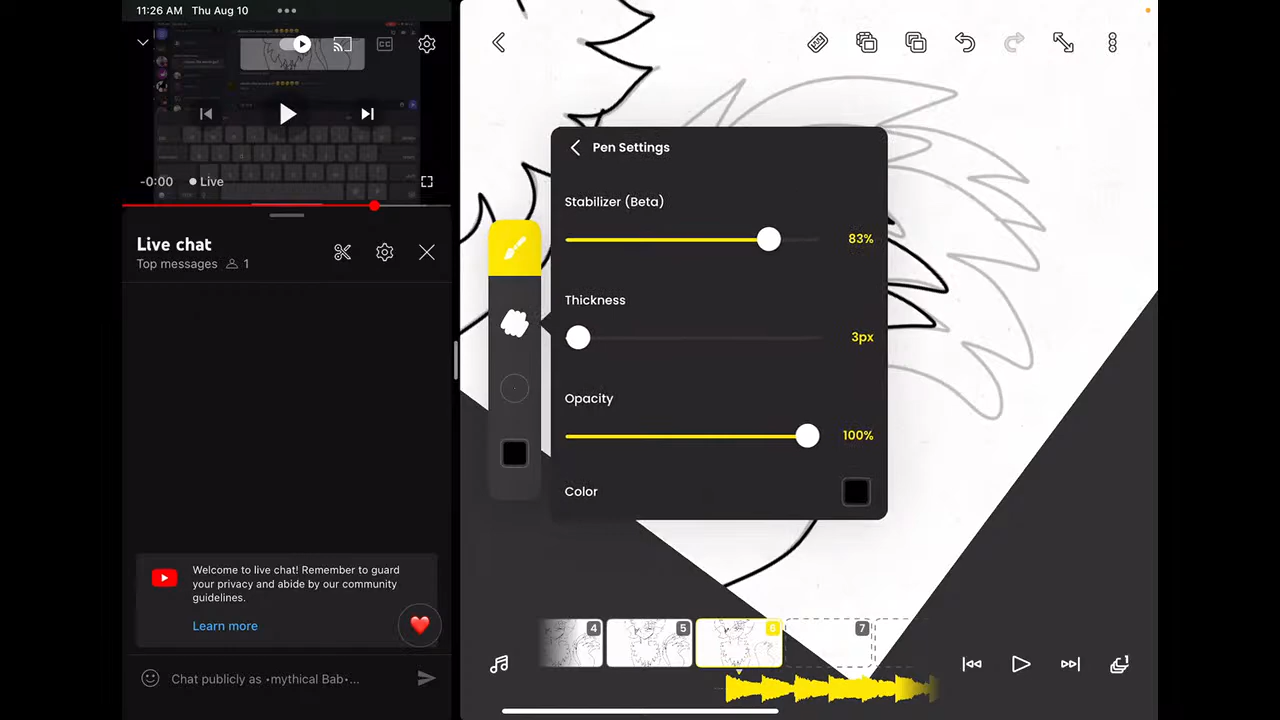 11:26 AM Thu Aug 10
CC
-0:00 Live
Live chat
Top messages 1
Welcome to live chat! Remember to guard
your privacy and abide by our community
guidelines.
Learn more
Chat publicly as •mythical Bab•...
Pen Settings
Stabilizer (Beta)
83%
Thickness
3px
Opacity
100%
Color
4 5 6 7